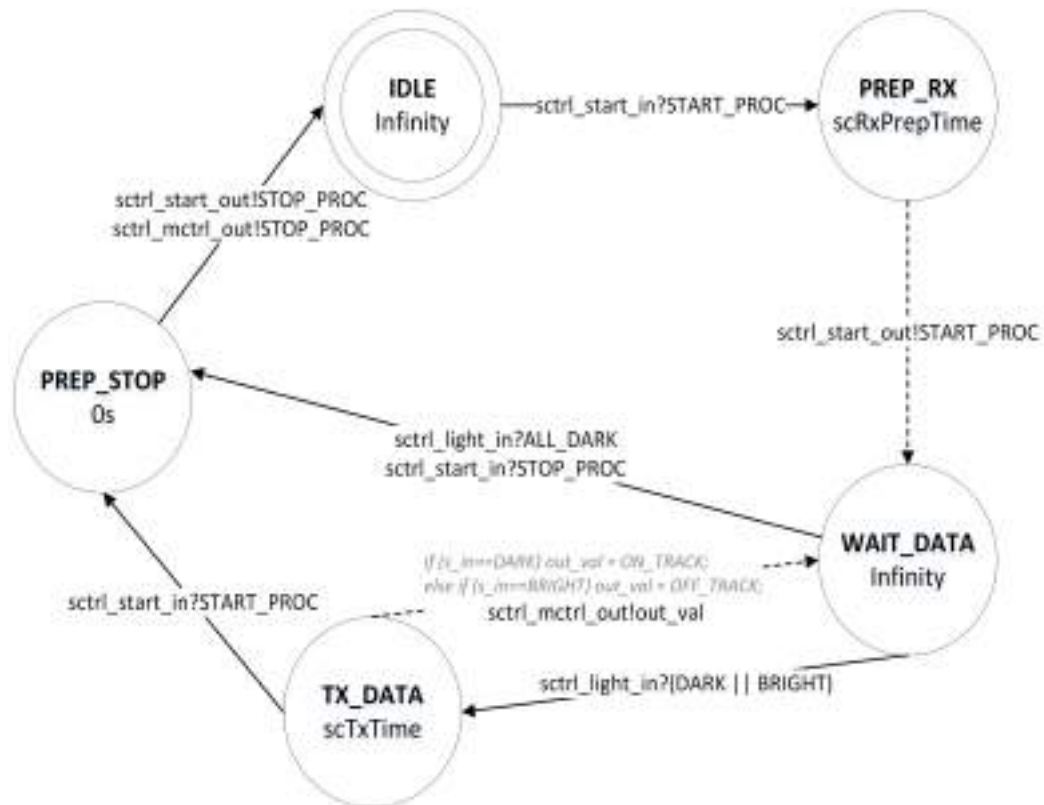 IDLE
Infinity
sctrl_start_in?START_PROC
PREP_RX
scRxPrepTime
sctrl_start_out!STOP_PROC
sctrl_mctrl_out!STOP_PROC
sctrl_start_out!START_PROC
PREP_STOP
0s
sctrl_light_in?ALL_DARK
sctrl_start_in?STOP_PROC
WAIT_DATA
Infinity
if (s_in==DARK) out_val = ON_TRACK;
else if (s_in==BRIGHT) out_val = OFF_TRACK;
sctrl_mctrl_out!out_val
sctrl_start_in?START_PROC
sctrl_light_in?(DARK || BRIGHT)
TX_DATA
scTxTime